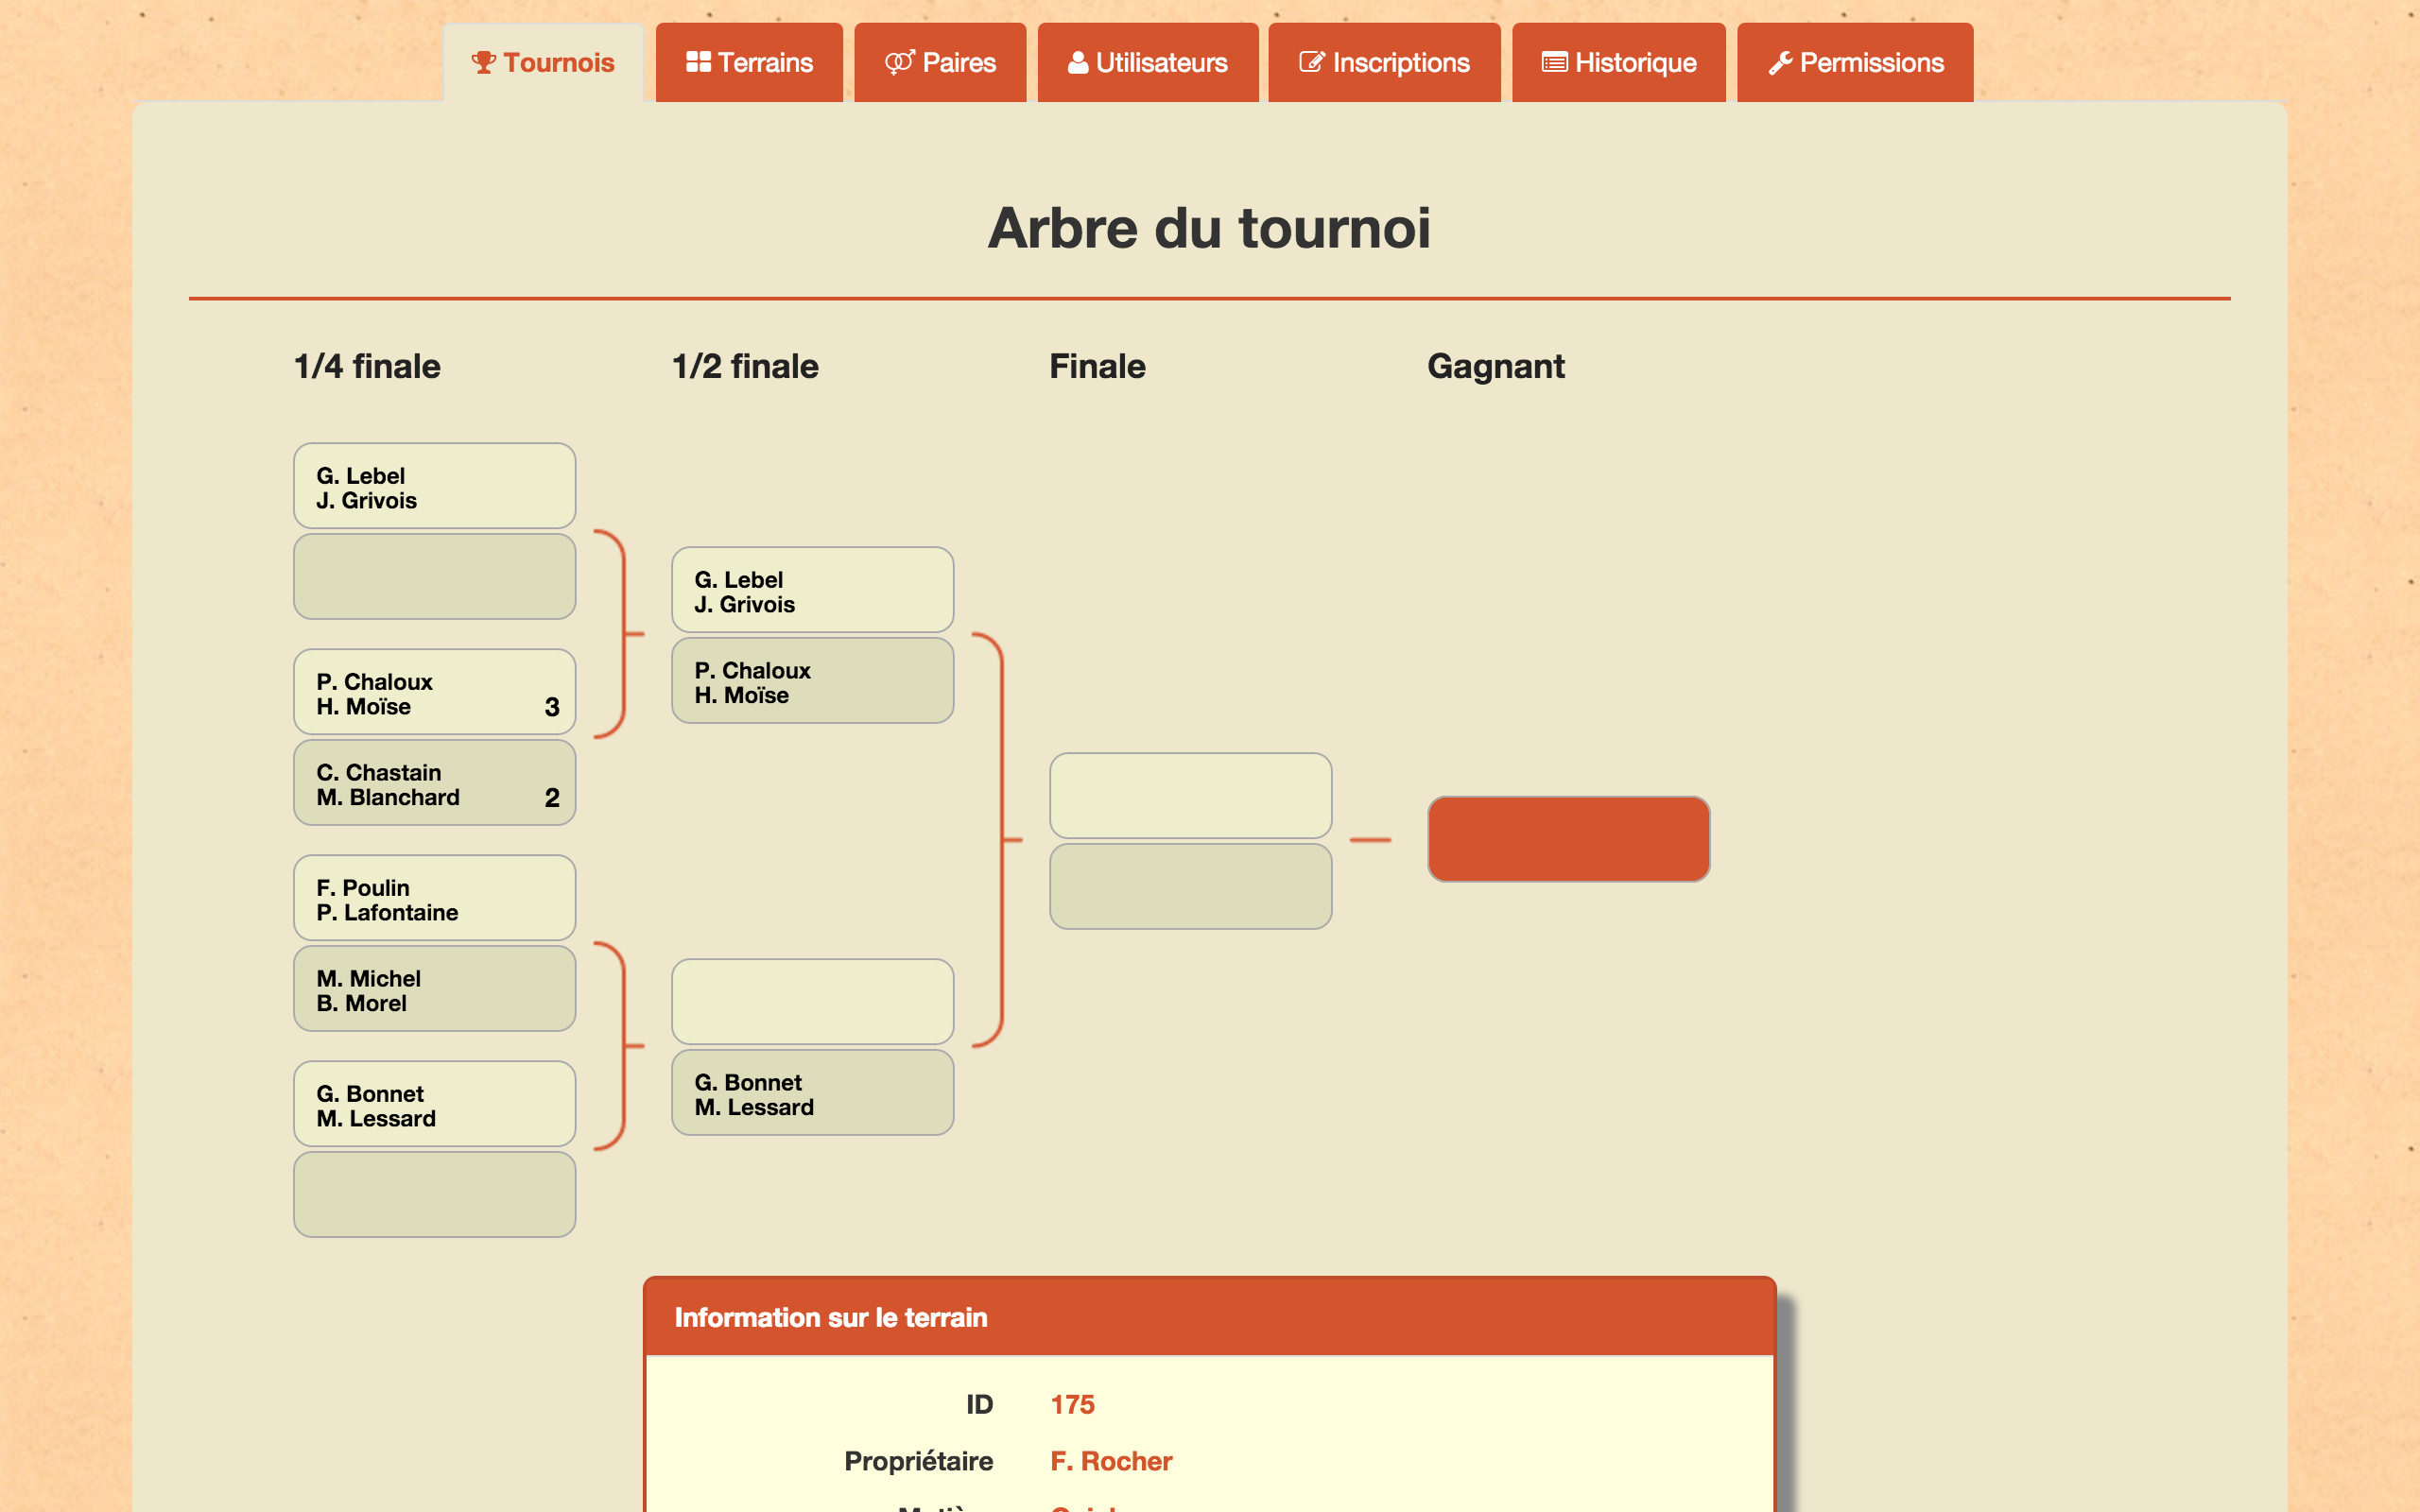 Tournois
Terrains
Paires
Utilisateurs
Inscriptions
Historique
Permissions
Arbre du tournoi
1/4 finale
1/2 finale
Finale
Gagnant
G. Lebel
J. Grivois
P. Chaloux
H. Moïse 3
C. Chastain
M. Blanchard 2
F. Poulin
P. Lafontaine
M. Michel
B. Morel
G. Bonnet
M. Lessard
G. Lebel
J. Grivois
P. Chaloux
H. Moïse
G. Bonnet
M. Lessard
Information sur le terrain
ID 175
Propriétaire F. Rocher